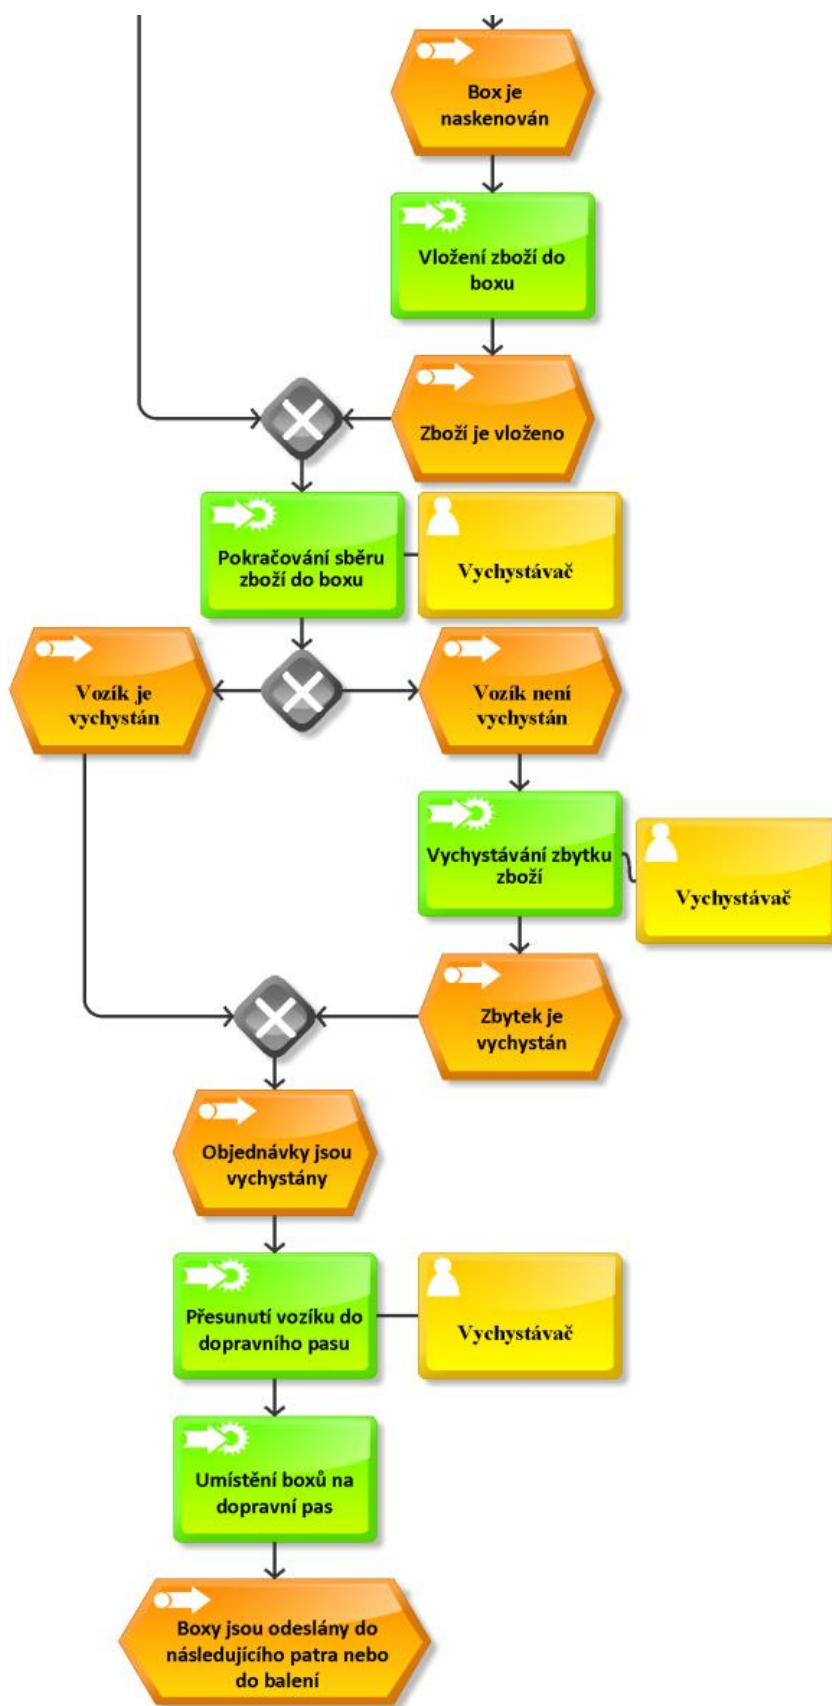 Box je
naskenován
Vložení zboží do
boxu
Zboží je vloženo
Pokračování sběru
zboží do boxu
Vychystávač
Vozík je
vychystán
Vozík není
vychystán
Vychystávání zbytku
zboží
Vychystávač
Zbytek je
vychystán
Objednávky jsou
vychystány
Přesunutí vozíku do
dopravního pasu
Vychystávač
Umístění boxů na
dopravní pas
Boxy jsou odeslány do
následujícího patra nebo
do balení